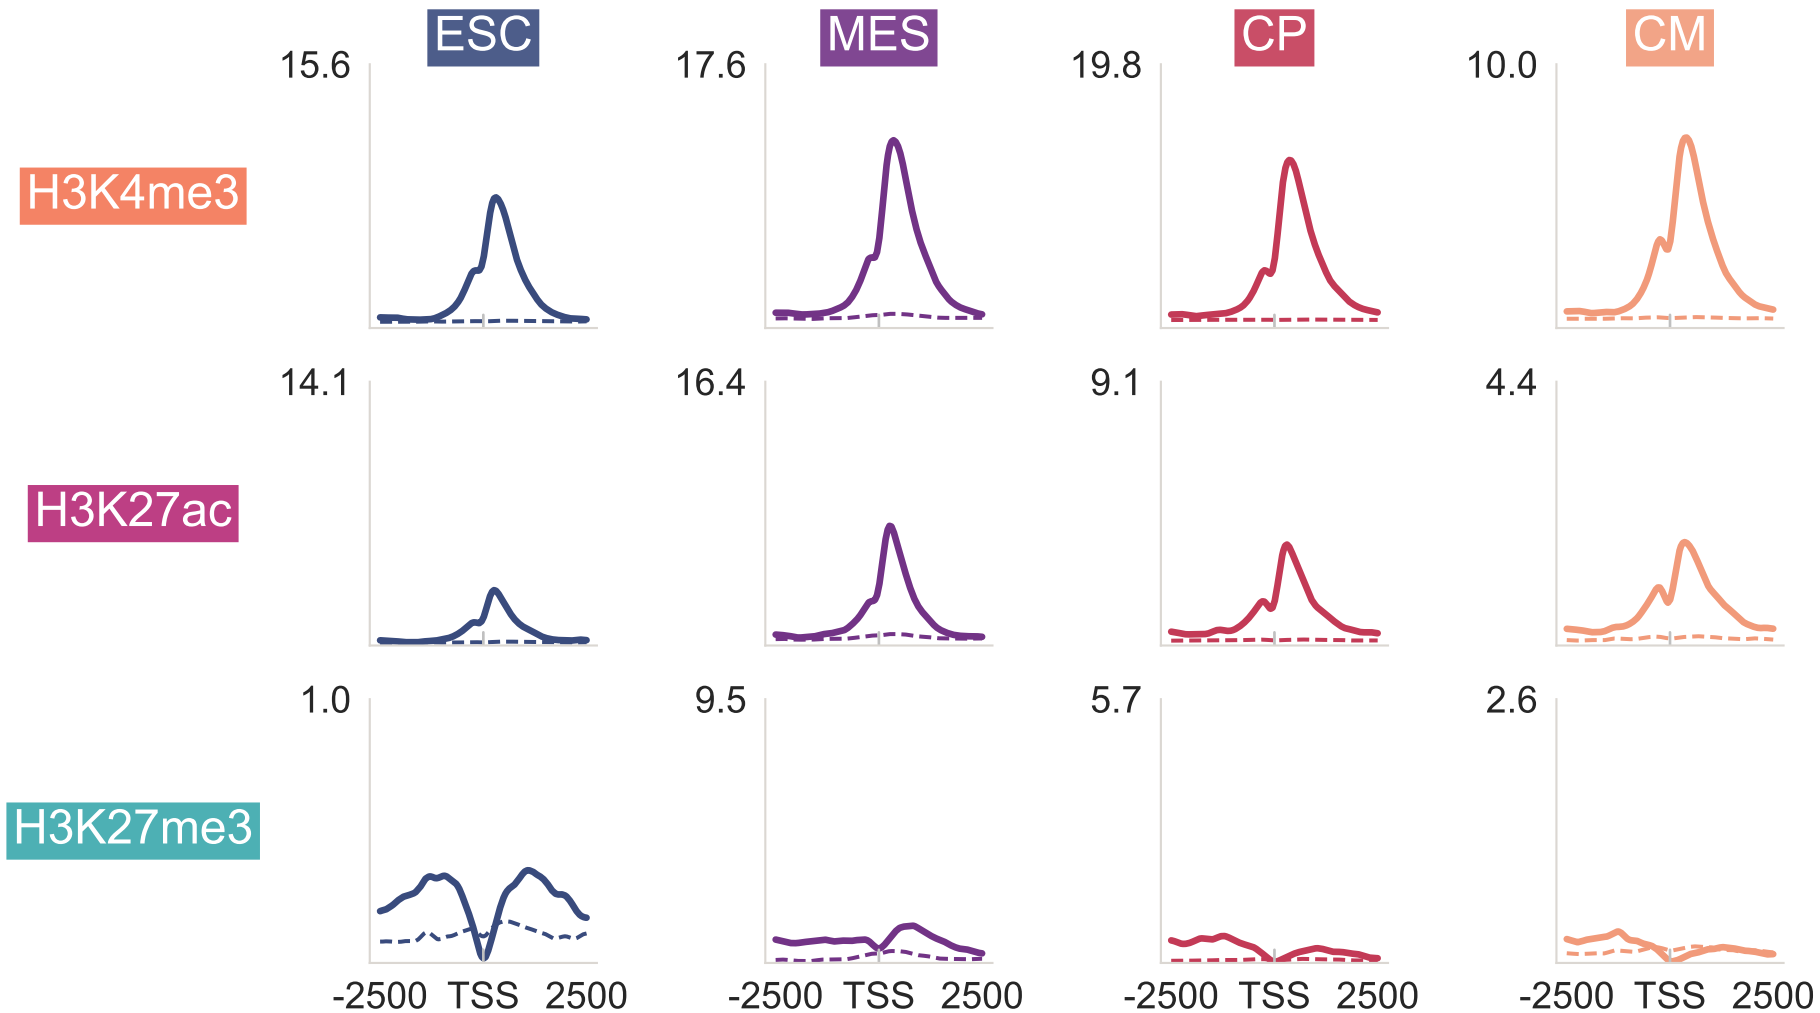 ESC MES CP CM
15.6 17.6 19.8 10.0
H3K4me3
14.1 16.4 9.1 4.4
H3K27ac
1.0 9.5 5.7 2.6
H3K27me3
-2500 TSS 2500 -2500 TSS 2500 -2500 TSS 2500 -2500 TSS 2500